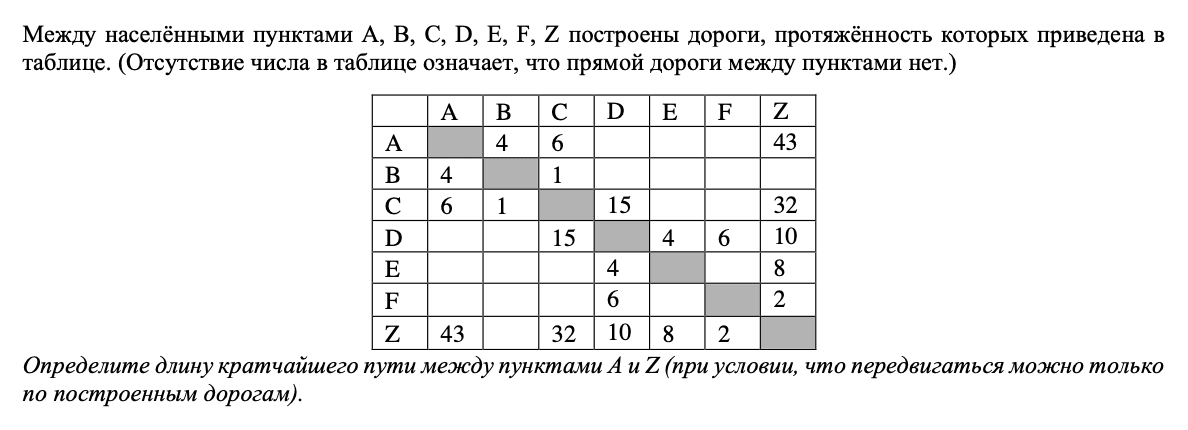 Между населёнными пунктами A, B, C, D, E, F, Z построены дороги, протяжённость которых приведена в
таблице. (Отсутствие числа в таблице означает, что прямой дороги между пунктами нет.)
A B C D E F Z
A 4 6 43
B 4 1
C 6 1 15 32
D 15 4 6 10
E 4 8
F 6 2
Z 43 32 10 8 2
Определите длину кратчайшего пути между пунктами A и Z (при условии, что передвигаться можно только
по построенным дорогам).